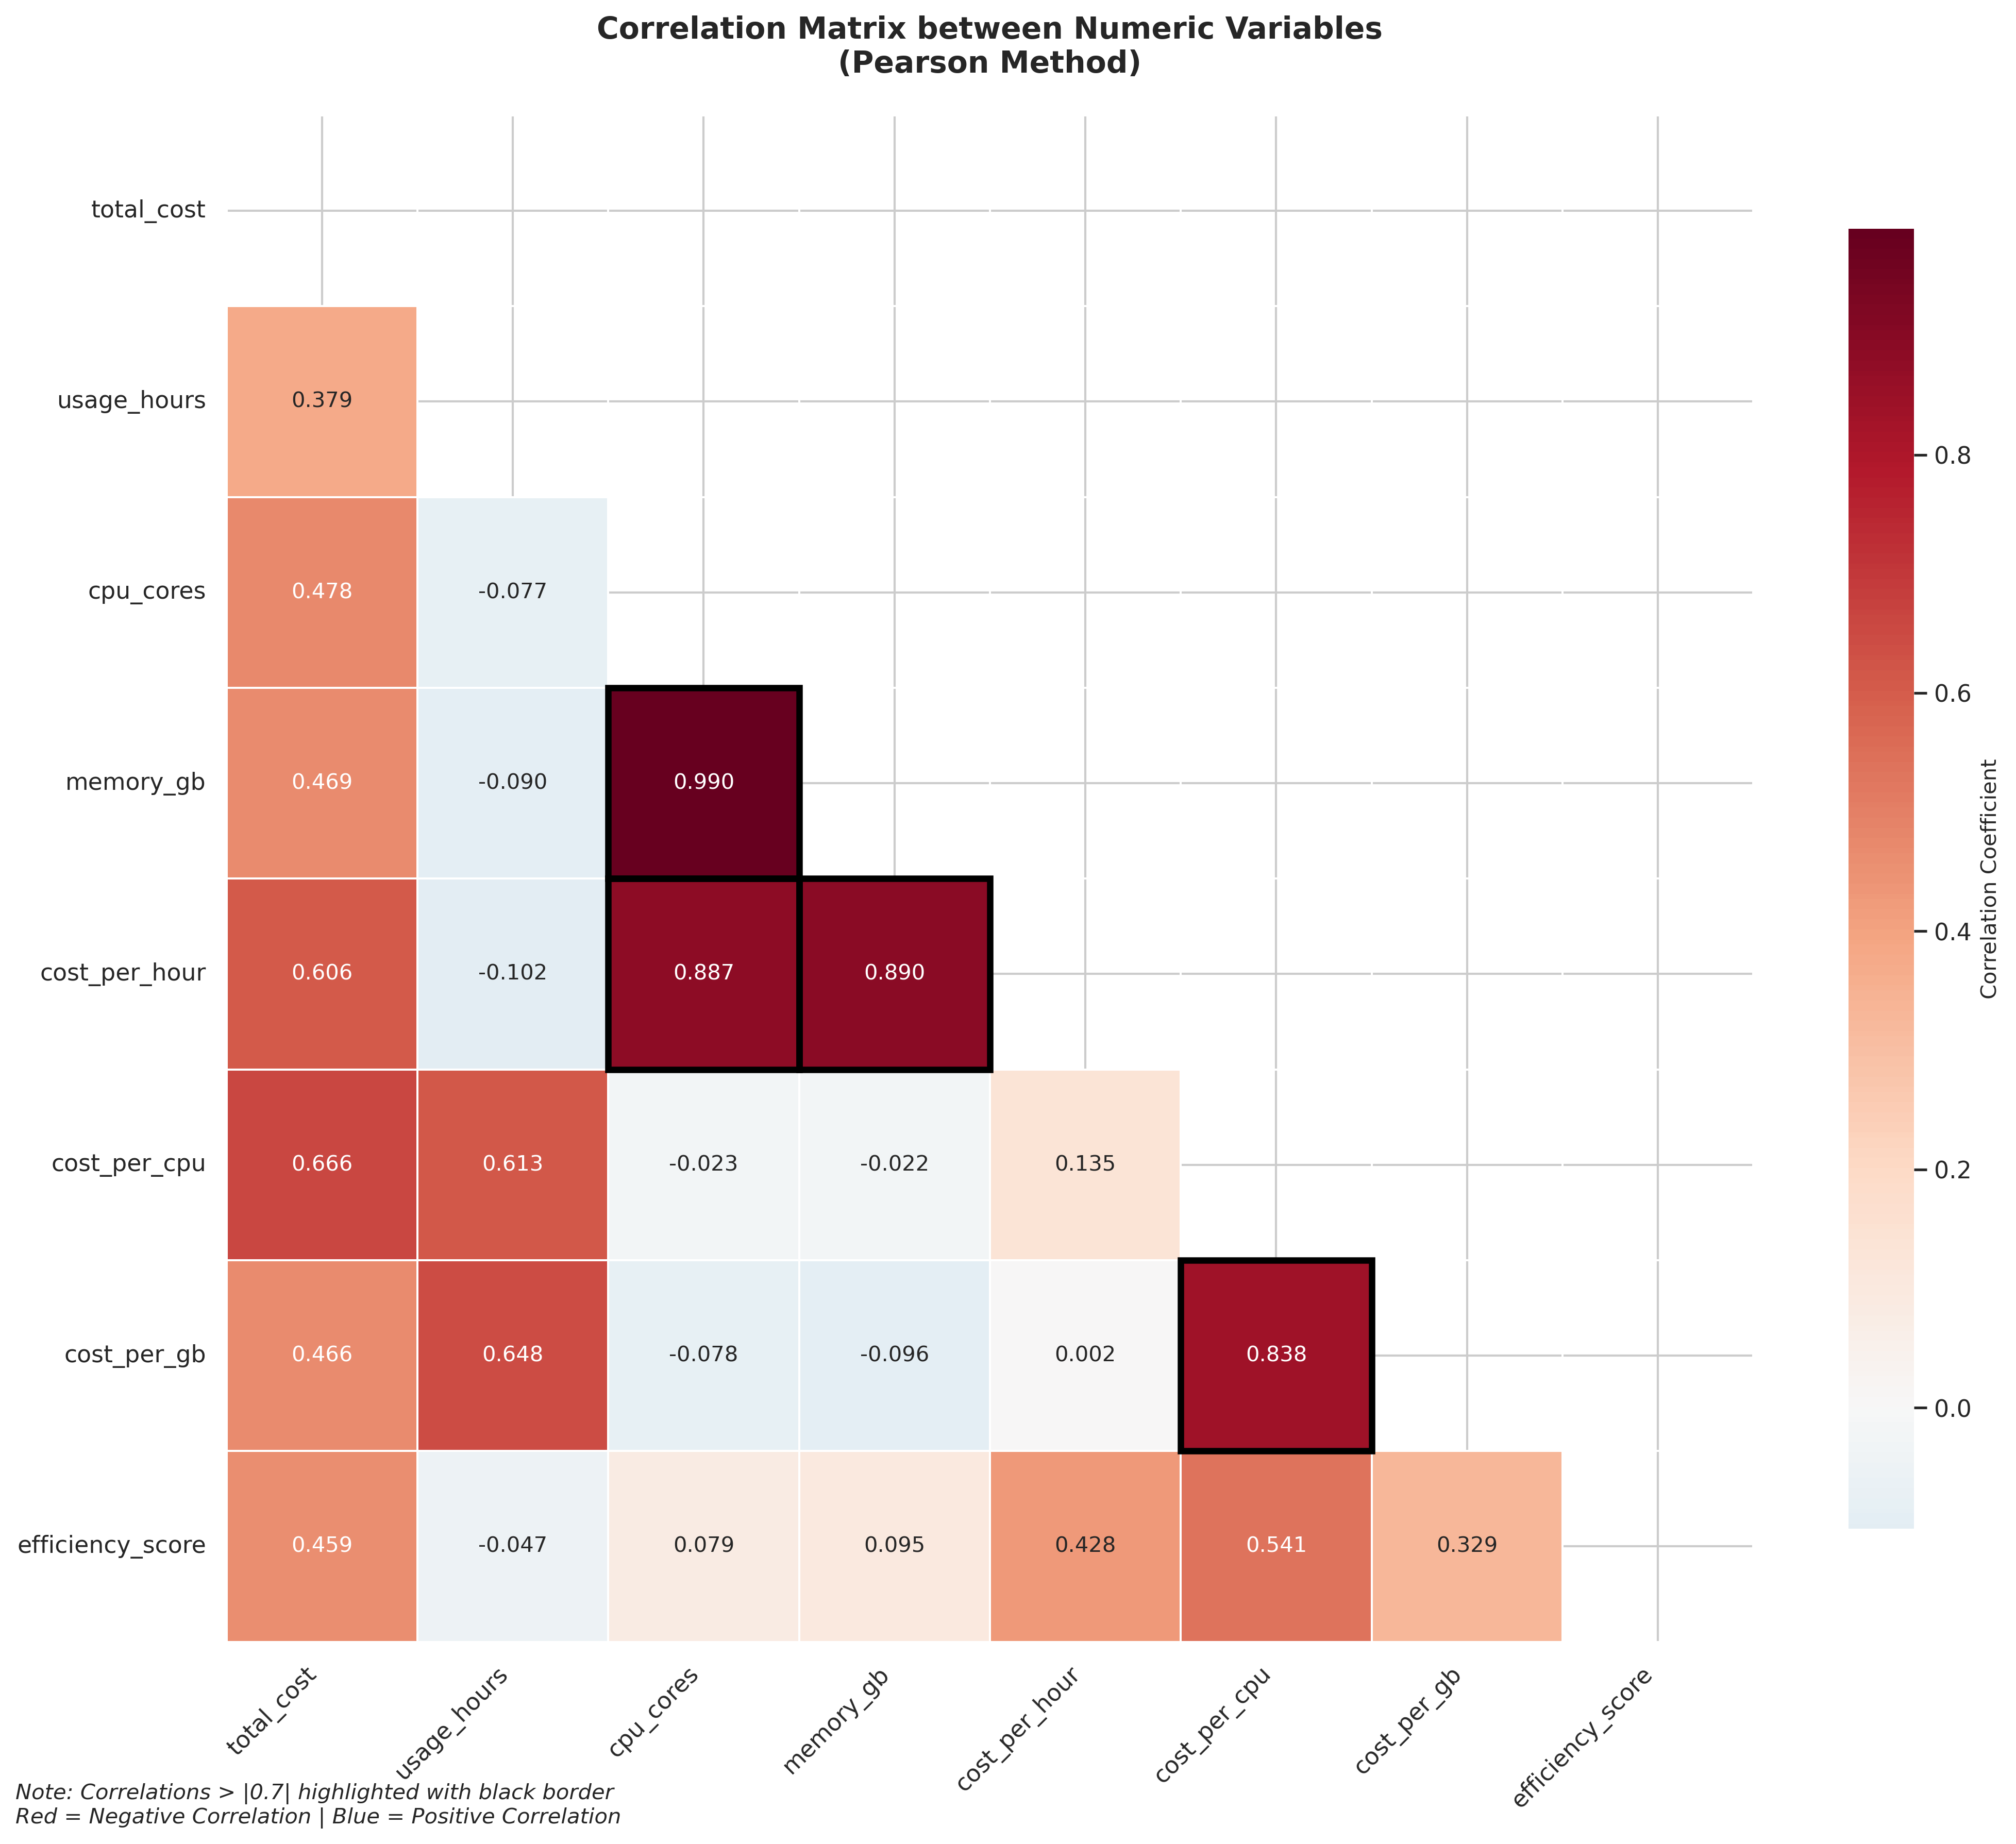 Correlation Matrix between Numeric Variables
(Pearson Method)
total_cost
usage_hours 0.379
cpu_cores 0.478 -0.077
memory_gb 0.469 -0.090 0.990
cost_per_hour 0.606 -0.102 0.887 0.890
cost_per_cpu 0.666 0.613 -0.023 -0.022 0.135
cost_per_gb 0.466 0.648 -0.078 -0.096 0.002 0.838
efficiency_score 0.459 -0.047 0.079 0.095 0.428 0.541 0.329
total_cost usage_hours cpu_cores memory_gb cost_per_hour cost_per_cpu cost_per_gb efficiency_score
0.8
0.6
0.4
0.2
0.0
Correlation Coefficient
Note: Correlations > |0.7| highlighted with black border
Red = Negative Correlation | Blue = Positive Correlation